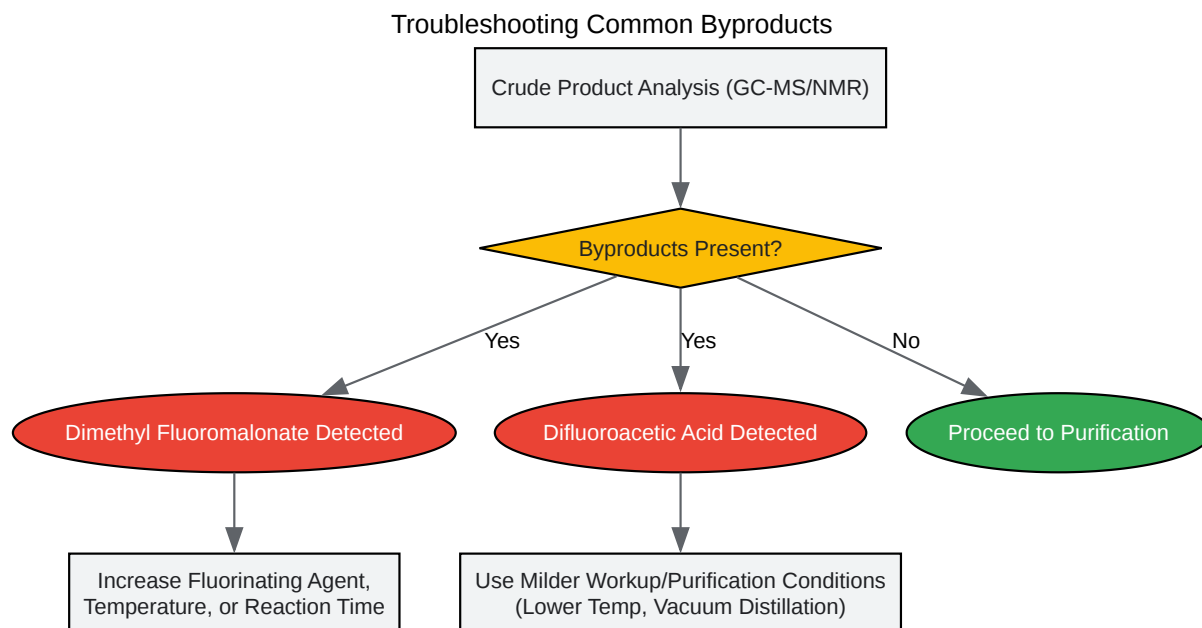 Troubleshooting Common Byproducts
Crude Product Analysis (GC-MS/NMR)
Byproducts Present?
Yes
Yes
No
Dimethyl Fluoromalonate Detected
Difluoroacetic Acid Detected
Proceed to Purification
Increase Fluorinating Agent,
Temperature, or Reaction Time
Use Milder Workup/Purification Conditions
(Lower Temp, Vacuum Distillation)